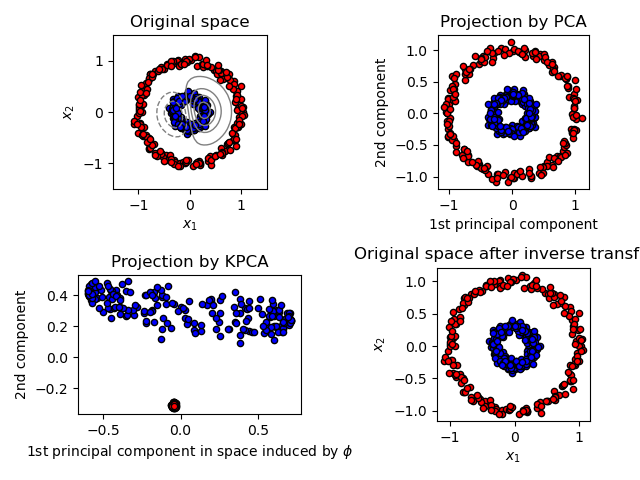 Original space
1
0
−1
x₂
−1
0
1
x₁
Projection by PCA
1.0
0.5
0.0
−0.5
−1.0
2nd component
−1
0
1
1st principal component
Projection by KPCA
0.4
0.2
0.0
−0.2
2nd component
−0.5
0.0
0.5
1st principal component in space induced by ϕ
Original space after inverse transf
1.0
0.5
0.0
−0.5
−1.0
x₂
−1
0
1
x₁